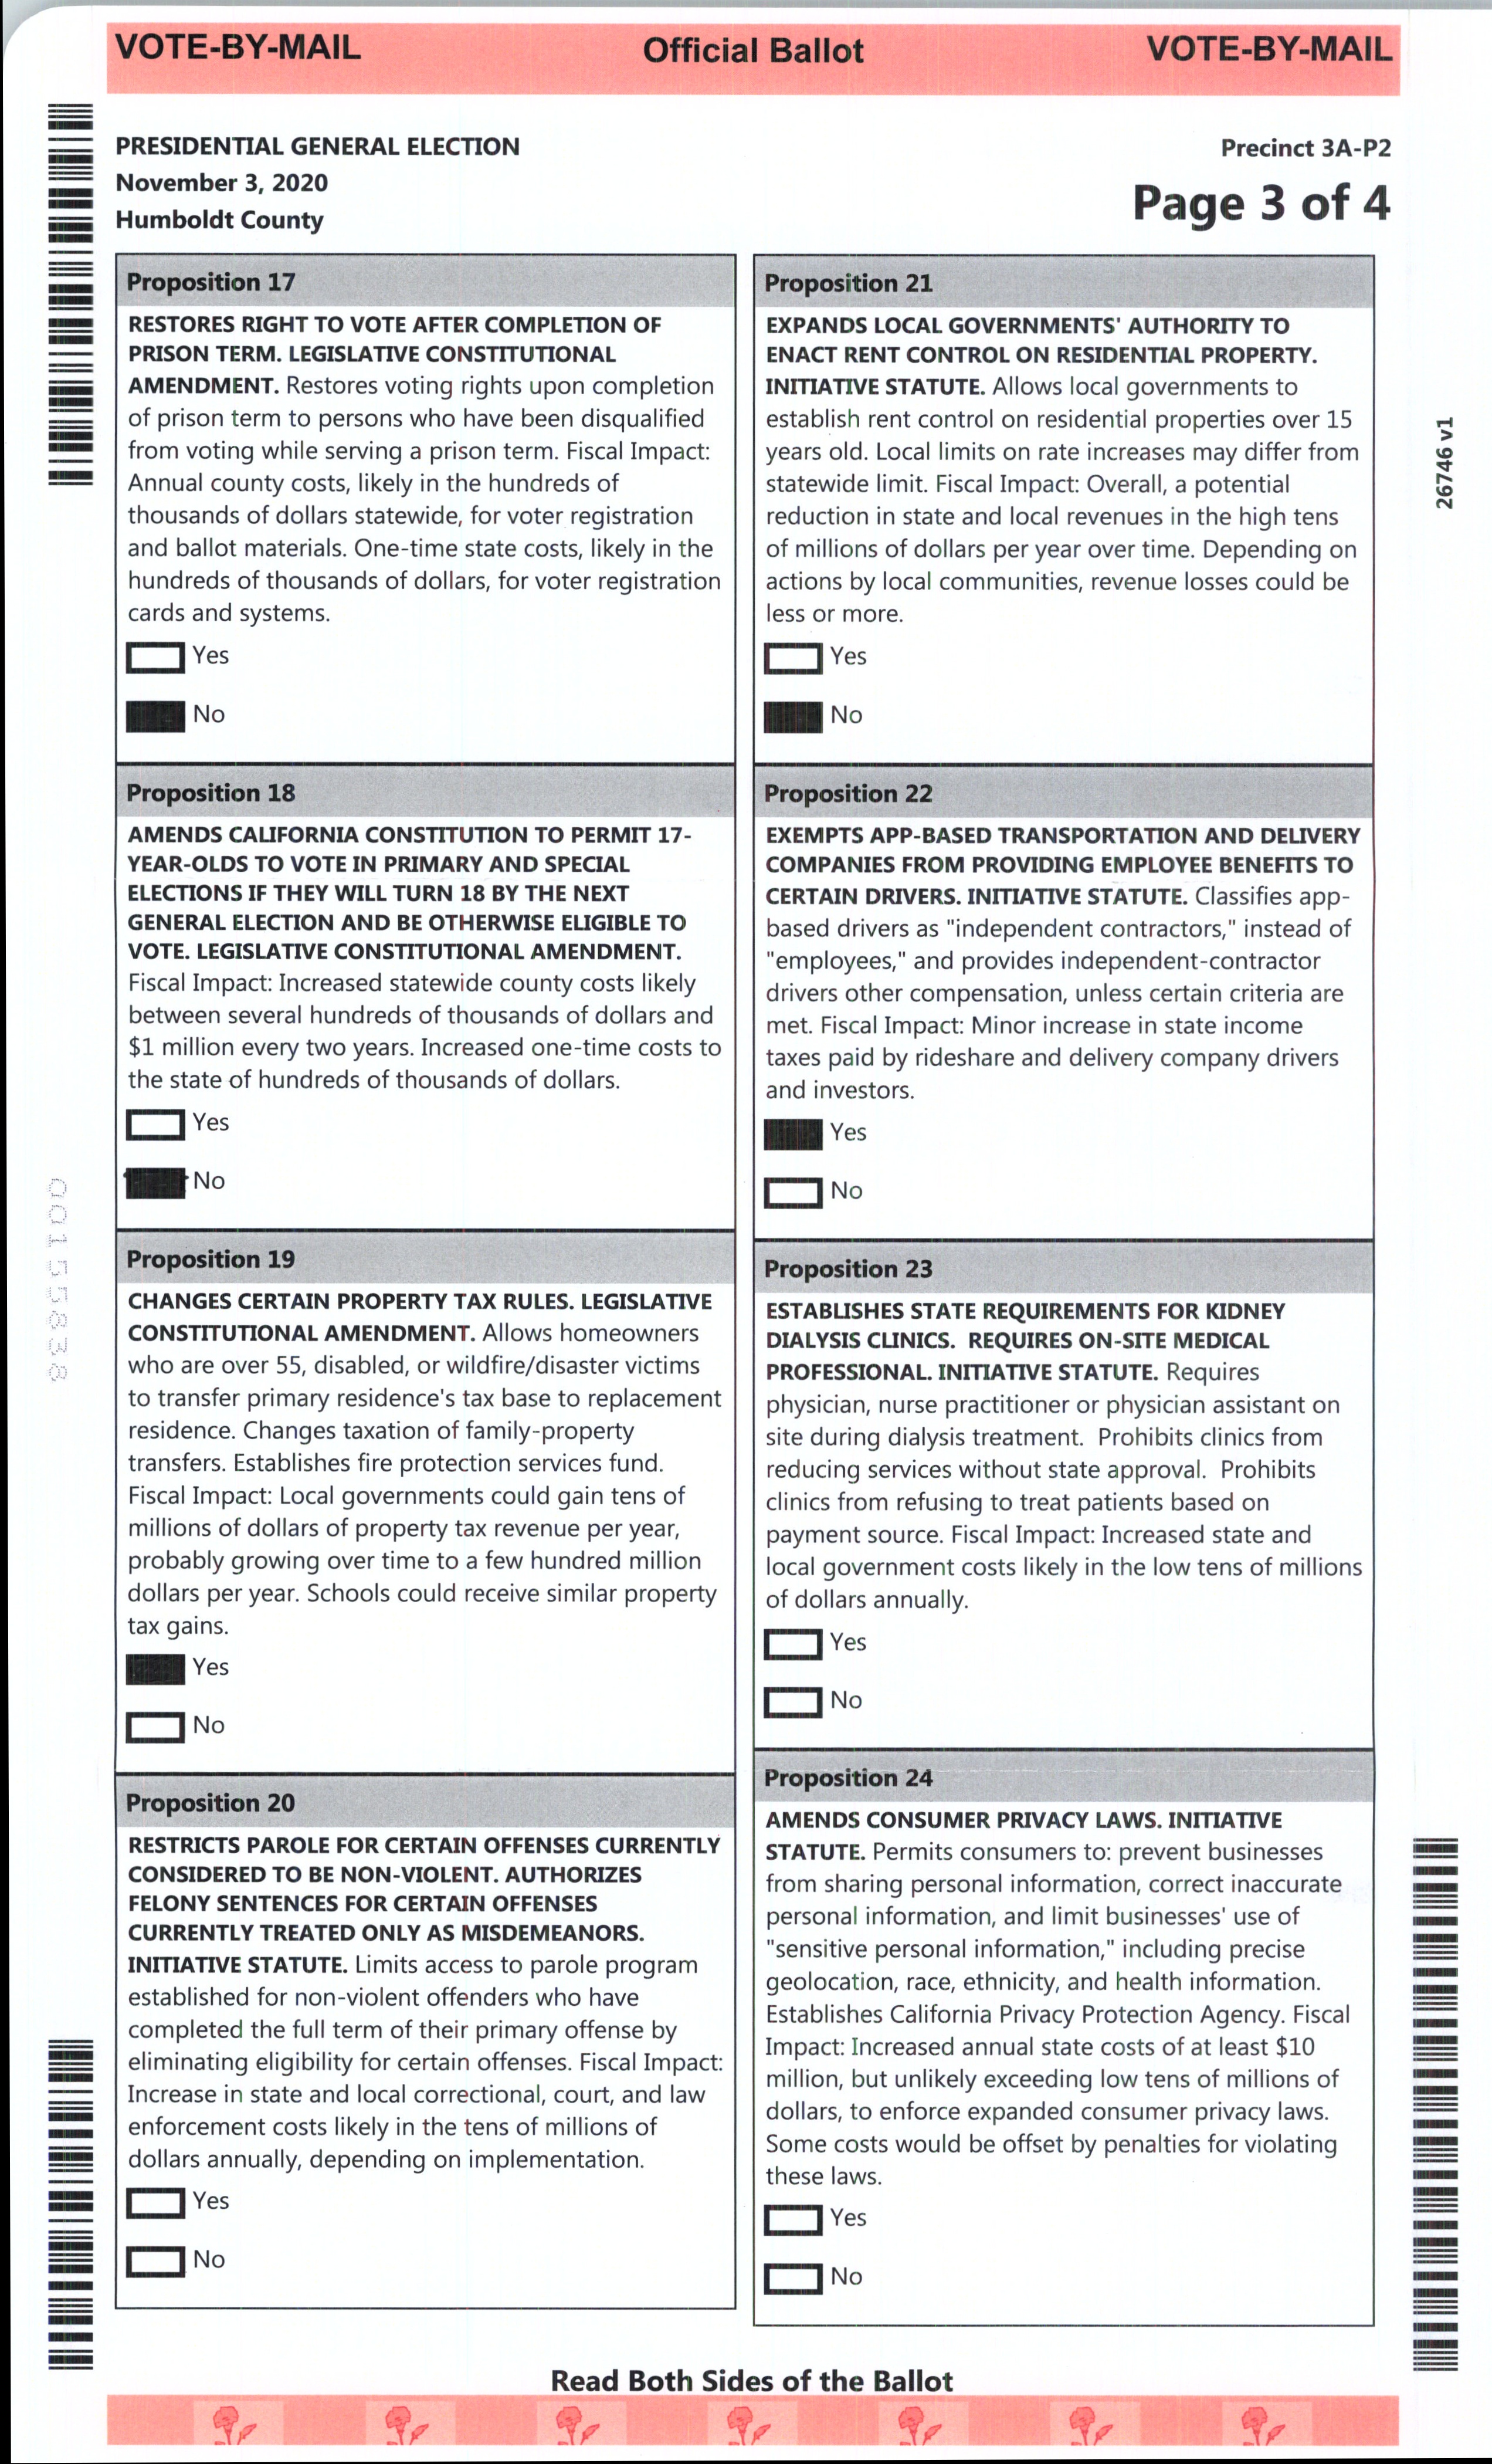 VOTE-BY-MAIL Official Ballot VOTE-BY-MAIL
PRESIDENTIAL GENERAL ELECTION
November 3, 2020
Humboldt County
Precinct 3A-P2
Page 3 of 4
Proposition 17
RESTORES RIGHT TO VOTE AFTER COMPLETION OF
PRISON TERM. LEGISLATIVE CONSTITUTIONAL
AMENDMENT. Restores voting rights upon completion
of prison term to persons who have been disqualified
from voting while serving a prison term. Fiscal Impact:
Annual county costs, likely in the hundreds of
thousands of dollars statewide, for voter registration
and ballot materials. One-time state costs, likely in the
hundreds of thousands of dollars, for voter registration
cards and systems.
Yes
No
Proposition 18
AMENDS CALIFORNIA CONSTITUTION TO PERMIT 17-
YEAR-OLDS TO VOTE IN PRIMARY AND SPECIAL
ELECTIONS IF THEY WILL TURN 18 BY THE NEXT
GENERAL ELECTION AND BE OTHERWISE ELIGIBLE TO
VOTE. LEGISLATIVE CONSTITUTIONAL AMENDMENT.
Fiscal Impact: Increased statewide county costs likely
between several hundreds of thousands of dollars and
$1 million every two years. Increased one-time costs to
the state of hundreds of thousands of dollars.
Yes
No
Proposition 19
CHANGES CERTAIN PROPERTY TAX RULES. LEGISLATIVE
CONSTITUTIONAL AMENDMENT. Allows homeowners
who are over 55, disabled, or wildfire/disaster victims
to transfer primary residence's tax base to replacement
residence. Changes taxation of family-property
transfers. Establishes fire protection services fund.
Fiscal Impact: Local governments could gain tens of
millions of dollars of property tax revenue per year,
probably growing over time to a few hundred million
dollars per year. Schools could receive similar property
tax gains.
Yes
No
Proposition 20
RESTRICTS PAROLE FOR CERTAIN OFFENSES CURRENTLY
CONSIDERED TO BE NON-VIOLENT. AUTHORIZES
FELONY SENTENCES FOR CERTAIN OFFENSES
CURRENTLY TREATED ONLY AS MISDEMEANORS.
INITIATIVE STATUTE. Limits access to parole program
established for non-violent offenders who have
completed the full term of their primary offense by
eliminating eligibility for certain offenses. Fiscal Impact:
Increase in state and local correctional, court, and law
enforcement costs likely in the tens of millions of
dollars annually, depending on implementation.
Yes
No
Proposition 21
EXPANDS LOCAL GOVERNMENTS' AUTHORITY TO
ENACT RENT CONTROL ON RESIDENTIAL PROPERTY.
INITIATIVE STATUTE. Allows local governments to
establish rent control on residential properties over 15
years old. Local limits on rate increases may differ from
statewide limit. Fiscal Impact: Overall, a potential
reduction in state and local revenues in the high tens
of millions of dollars per year over time. Depending on
actions by local communities, revenue losses could be
less or more.
Yes
No
Proposition 22
EXEMPTS APP-BASED TRANSPORTATION AND DELIVERY
COMPANIES FROM PROVIDING EMPLOYEE BENEFITS TO
CERTAIN DRIVERS. INITIATIVE STATUTE. Classifies app-
based drivers as "independent contractors," instead of
"employees," and provides independent-contractor
drivers other compensation, unless certain criteria are
met. Fiscal Impact: Minor increase in state income
taxes paid by rideshare and delivery company drivers
and investors.
Yes
No
Proposition 23
ESTABLISHES STATE REQUIREMENTS FOR KIDNEY
DIALYSIS CLINICS. REQUIRES ON-SITE MEDICAL
PROFESSIONAL. INITIATIVE STATUTE. Requires
physician, nurse practitioner or physician assistant on
site during dialysis treatment. Prohibits clinics from
reducing services without state approval. Prohibits
clinics from refusing to treat patients based on
payment source. Fiscal Impact: Increased state and
local government costs likely in the low tens of millions
of dollars annually.
Yes
No
Proposition 24
AMENDS CONSUMER PRIVACY LAWS. INITIATIVE
STATUTE. Permits consumers to: prevent businesses
from sharing personal information, correct inaccurate
personal information, and limit businesses' use of
"sensitive personal information," including precise
geolocation, race, ethnicity, and health information.
Establishes California Privacy Protection Agency. Fiscal
Impact: Increased annual state costs of at least $10
million, but unlikely exceeding low tens of millions of
dollars, to enforce expanded consumer privacy laws.
Some costs would be offset by penalties for violating
these laws.
Yes
No
26746 v1
00155838
Read Both Sides of the Ballot